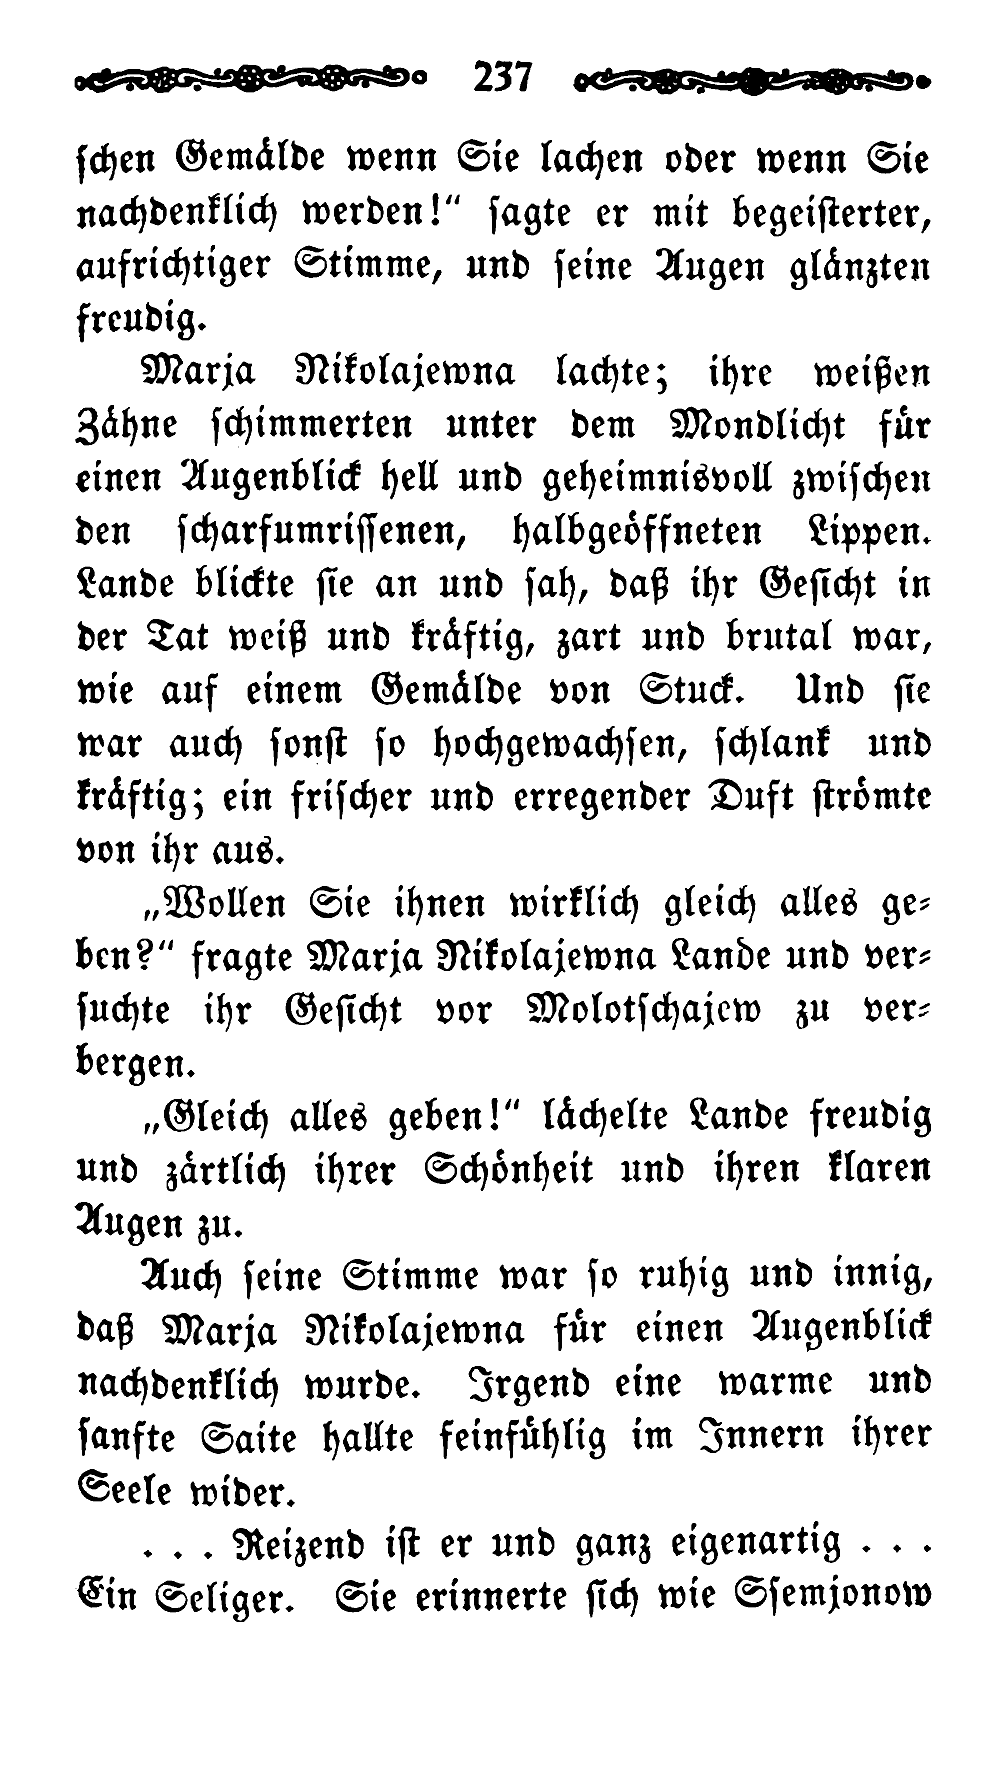 237
schen Gemälde wenn Sie lachen oder wenn Sie
nachdenklich werden!“ sagte er mit begeisterter,
aufrichtiger Stimme, und seine Augen glänzten
freudig.
Marja Nikolajewna lachte; ihre weißen
Zähne schimmerten unter dem Mondlicht für
einen Augenblick hell und geheimnisvoll zwischen
den scharfumrissenen, halbgeöffneten Lippen.
Lande blickte sie an und sah, daß ihr Gesicht in
der Tat weiß und kräftig, zart und brutal war,
wie auf einem Gemälde von Stuck. Und sie
war auch sonst so hochgewachsen, schlank und
kräftig; ein frischer und erregender Duft strömte
von ihr aus.
„Wollen Sie ihnen wirklich gleich alles ge-
ben?“ fragte Marja Nikolajewna Lande und ver-
suchte ihr Gesicht vor Molotschajew zu ver-
bergen.
„Gleich alles geben!“ lächelte Lande freudig
und zärtlich ihrer Schönheit und ihren klaren
Augen zu.
Auch seine Stimme war so ruhig und innig,
daß Marja Nikolajewna für einen Augenblick
nachdenklich wurde. Irgend eine warme und
sanfte Saite hallte feinfühlig im Innern ihrer
Seele wider.
. . . Reizend ist er und ganz eigenartig . . .
Ein Seliger. Sie erinnerte sich wie Ssemjonow